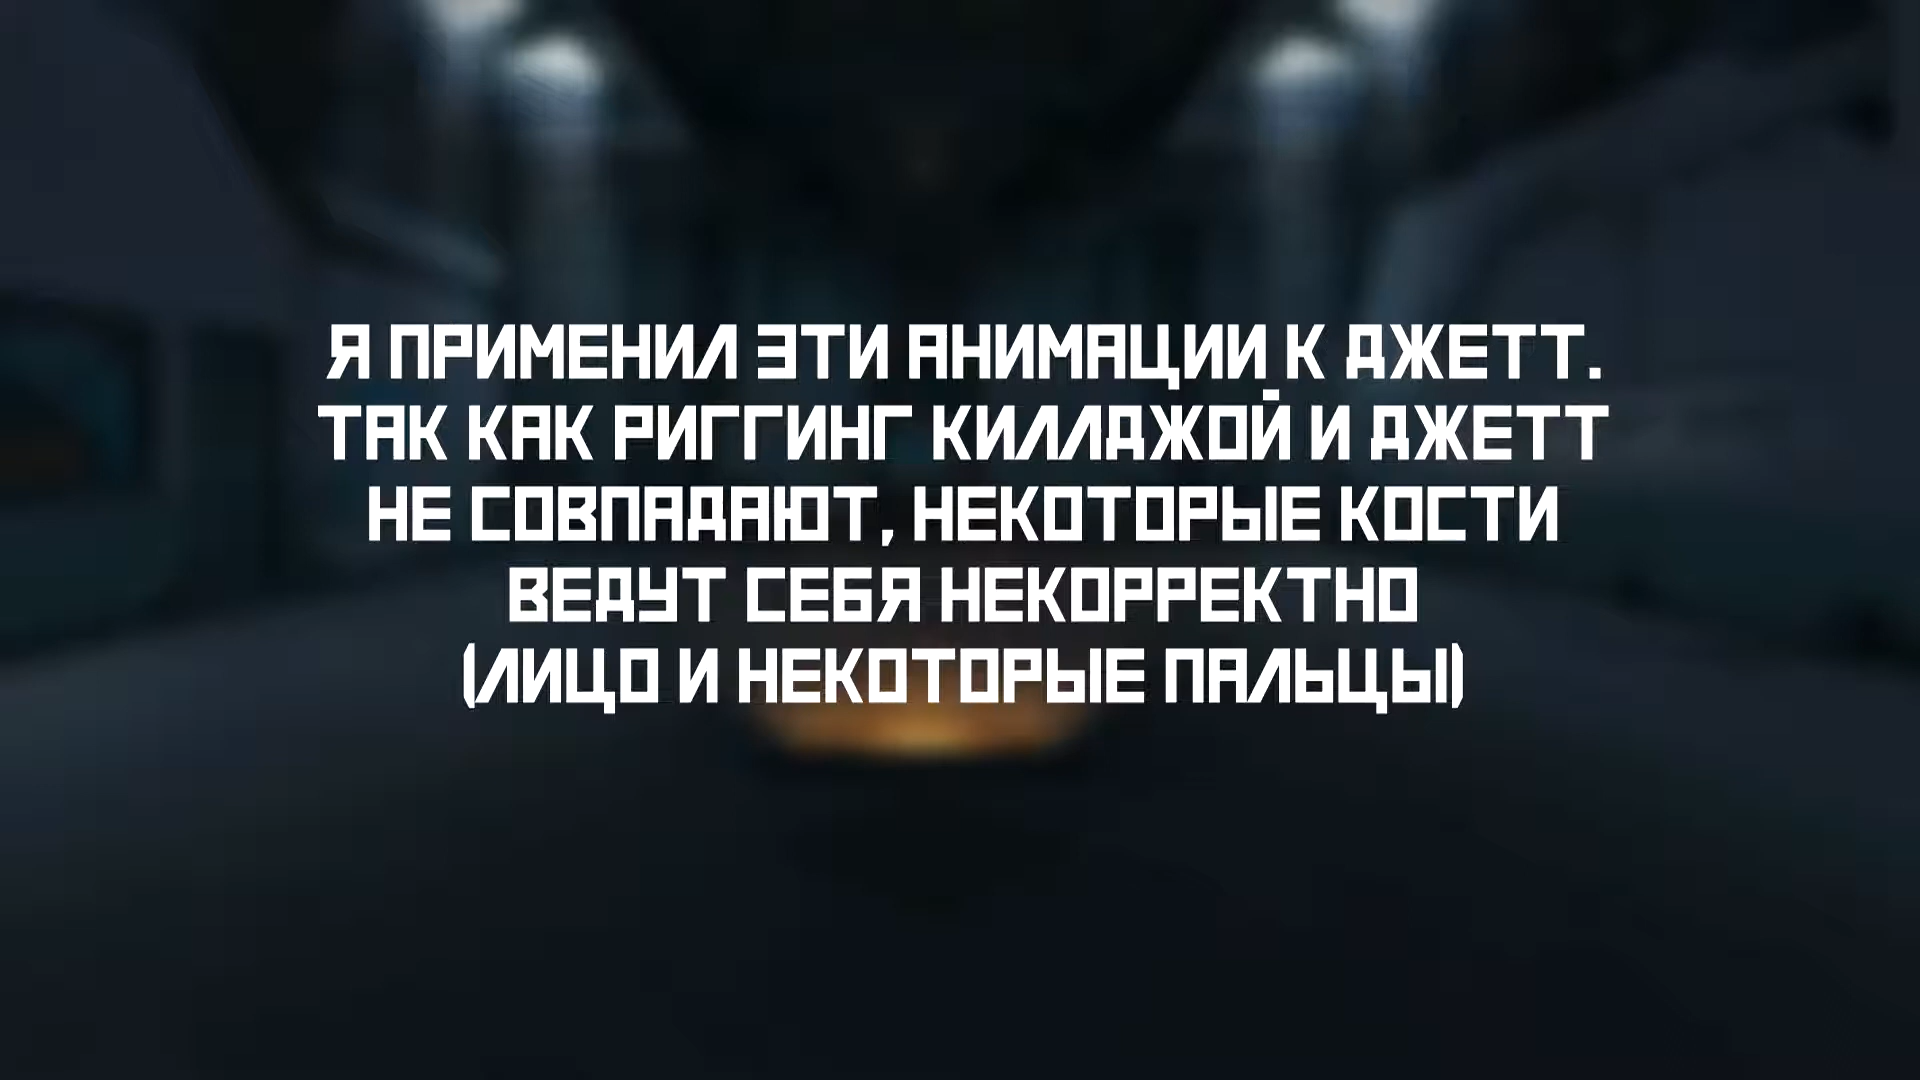 Я ПРИМЕНИЛ ЭТИ АНИМАЦИИ К ДЖЕТТ.
ТАК КАК РИГГИНГ КИЛЛДЖОЙ И ДЖЕТТ
НЕ СОВПАДАЮТ, НЕКОТОРЫЕ КОСТИ
ВЕДУТ СЕБЯ НЕКОРРЕКТНО
(ЛИЦО И НЕКОТОРЫЕ ПАЛЬЦЫ)